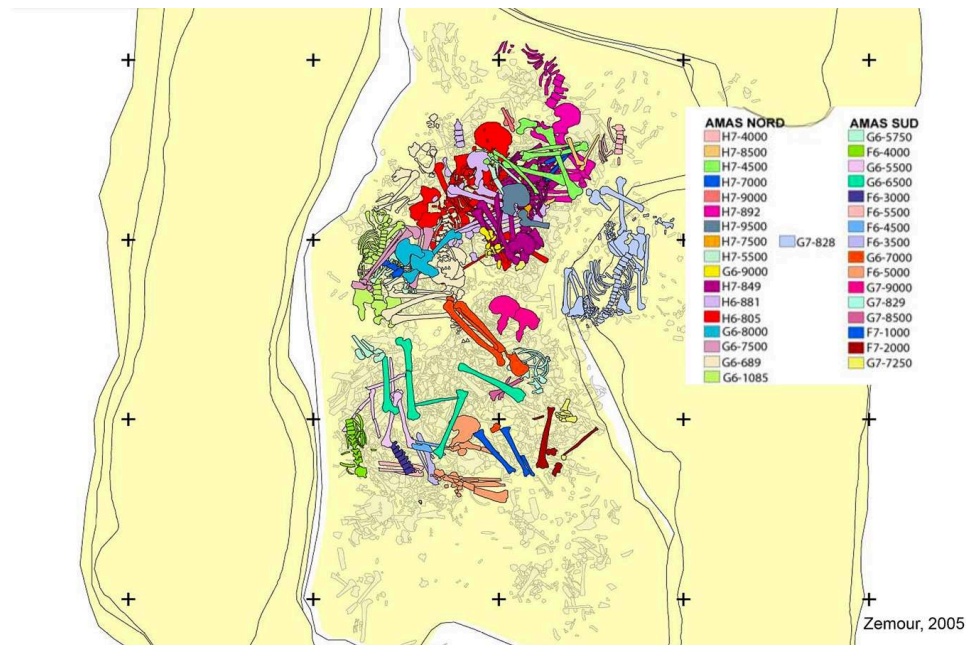 AMAS NORD
H7-4000
H7-8500
H7-4500
H7-7000
H7-9000
H7-892
H7-9500
H7-7500
H7-5500
G6-9000
H7-849
H6-881
H6-805
G6-8000
G6-7500
G6-689
G6-1085
G7-828
AMAS SUD
G6-5750
F6-4000
G6-5500
G6-6500
F6-3000
F6-5500
F6-4500
F6-3500
G6-7000
F6-5000
G7-9000
G7-829
G7-8500
F7-1000
F7-2000
G7-7250
Zemour, 2005